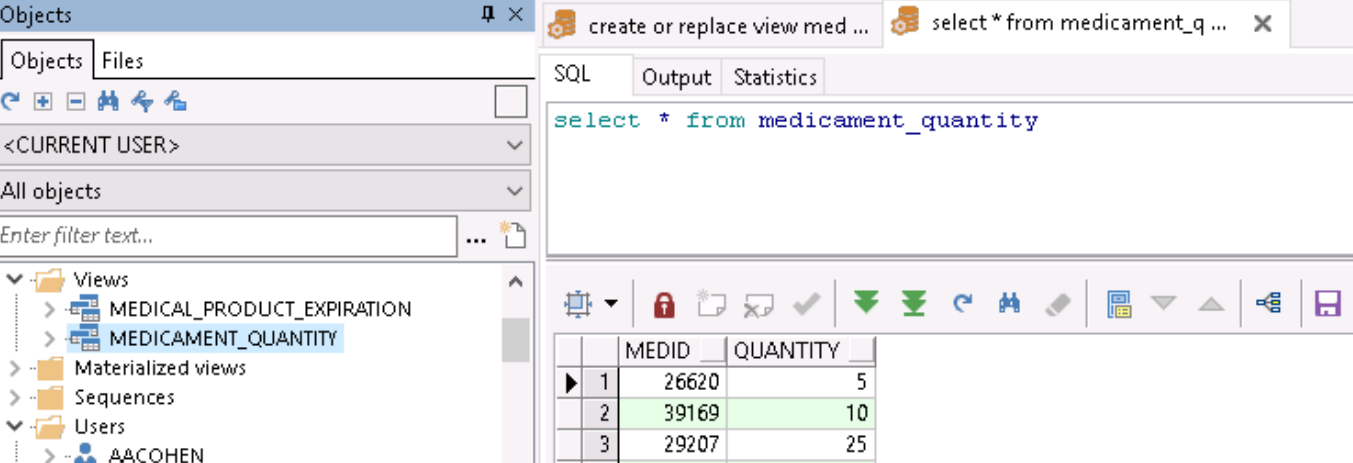 Objects
Objects Files
<CURRENT USER>
All objects
Enter filter text...
...
Views
MEDICAL_PRODUCT_EXPIRATION
MEDICAMENT_QUANTITY
Materialized views
Sequences
Users
AACOHEN
create or replace view med ...
select * from medicament_q ...
SQL Output Statistics
select * from medicament_quantity
MEDID QUANTITY
1 26620 5
2 39169 10
3 29207 25